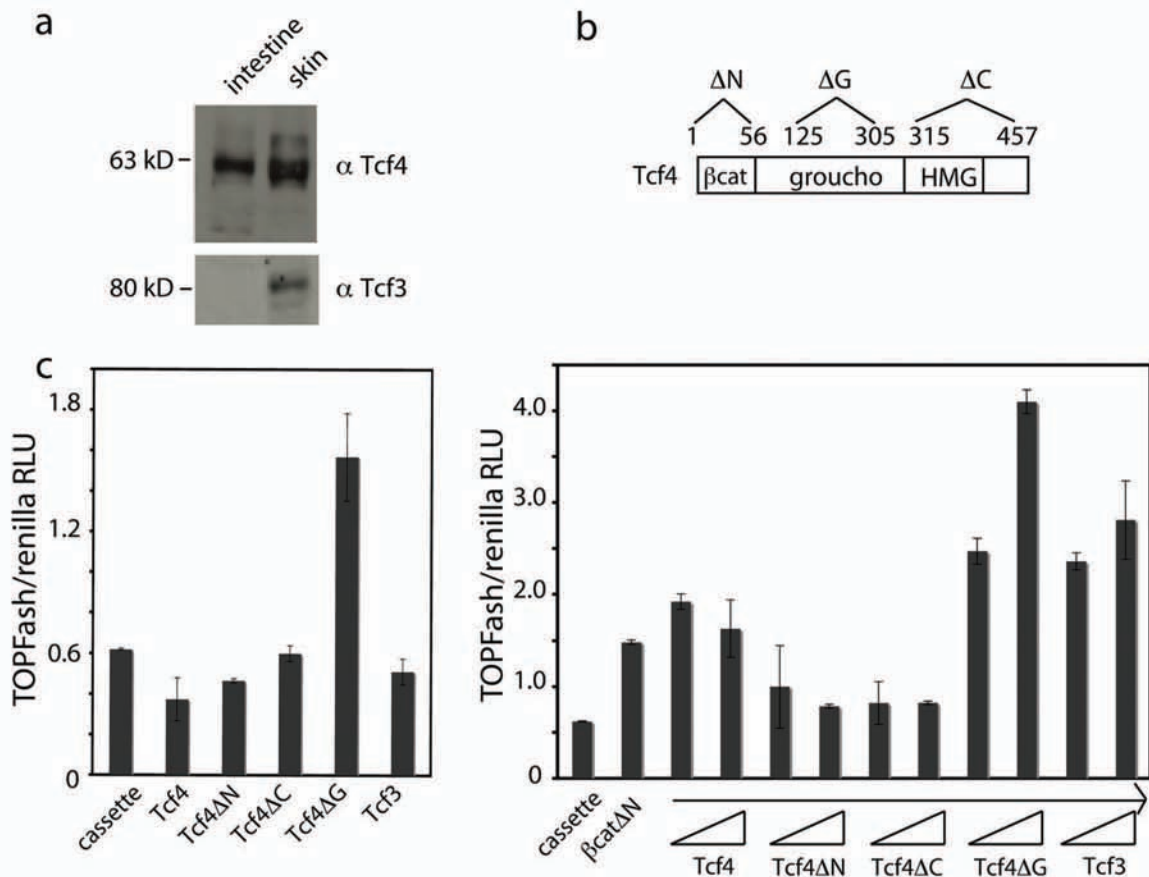 a
intestine
skin
63 kD
α Tcf4
80 kD
α Tcf3
b
ΔN ΔG ΔC
1 56 125 305 315 457
Tcf4 βcat groucho HMG
c
TOPFash/renilla RLU
1.8
1.2
0.6
0
cassette
Tcf4
Tcf4ΔN
Tcf4ΔC
Tcf4ΔG
Tcf3
TOPFash/renilla RLU
4.0
3.0
2.0
1.0
0
cassette
βcatΔN
Tcf4 Tcf4ΔN Tcf4ΔC Tcf4ΔG Tcf3